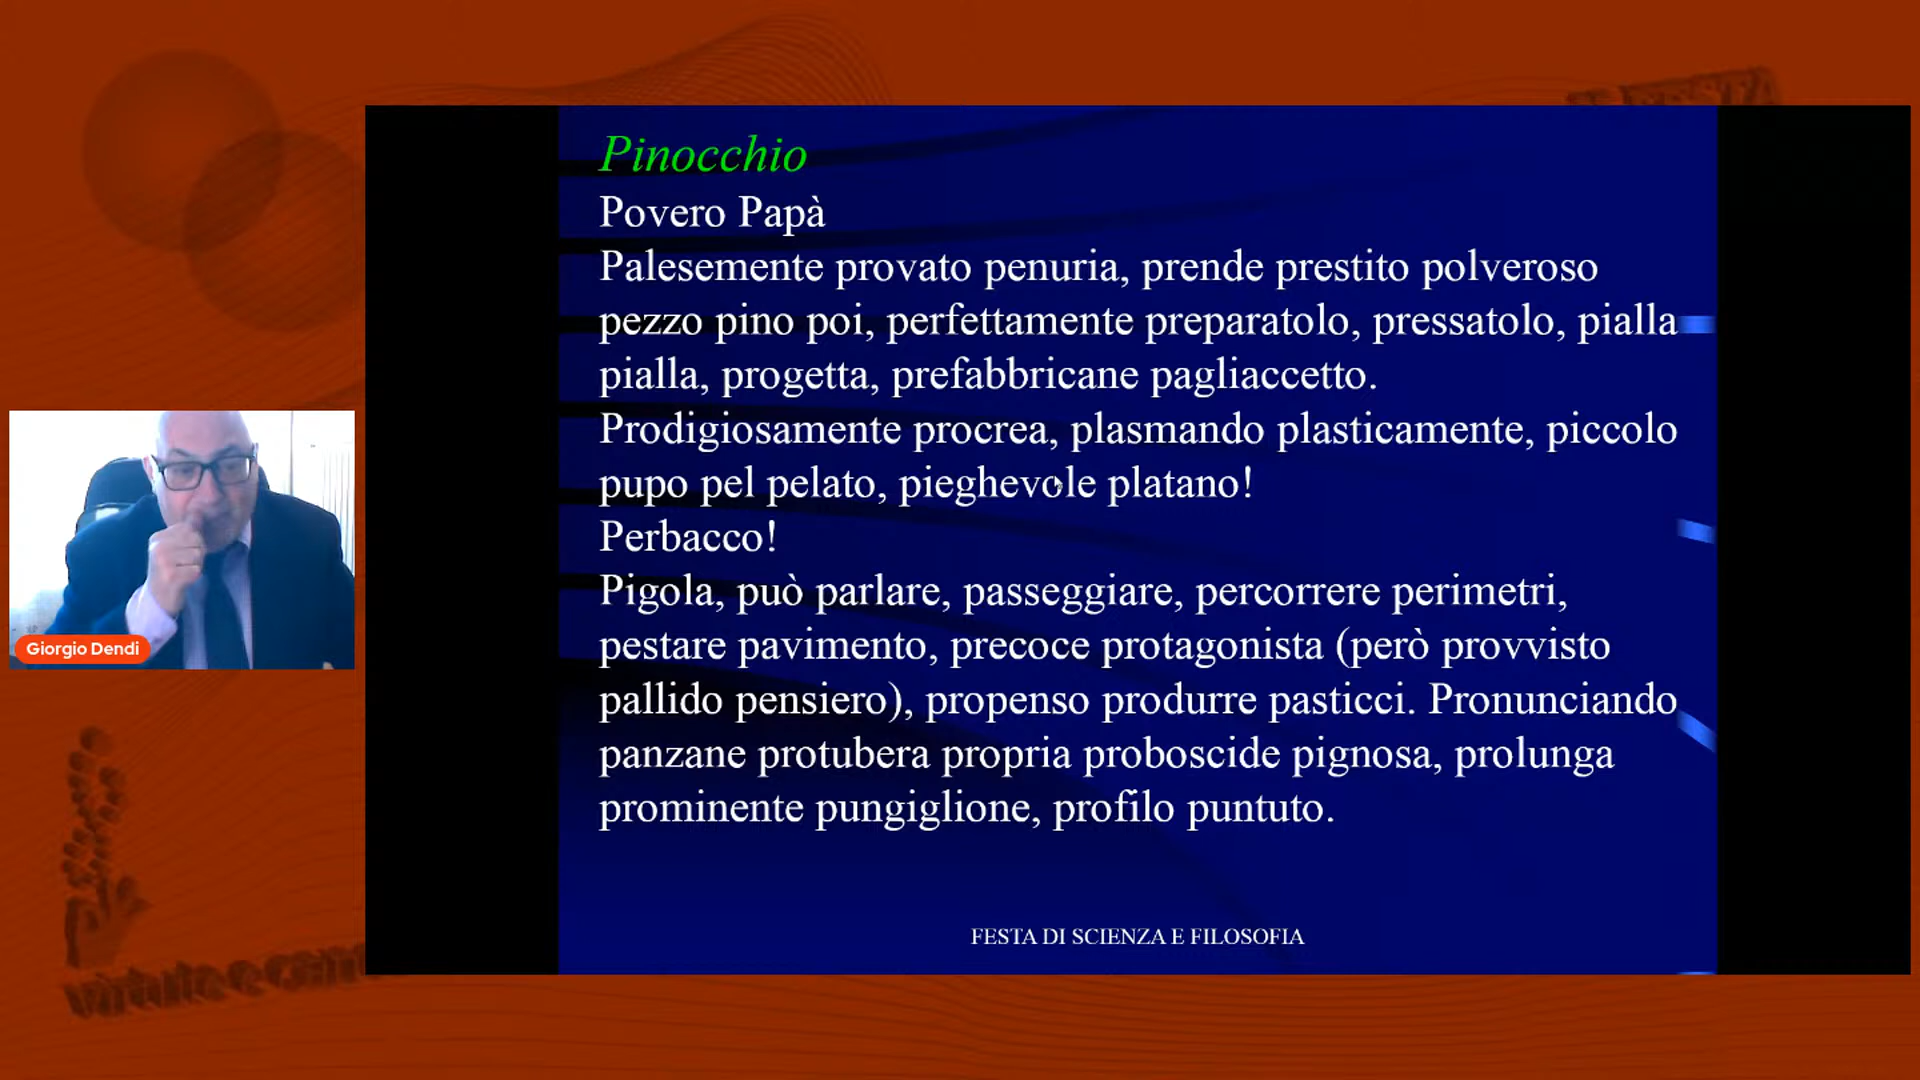 Pinocchio
Povero Papà
Palesemente provato penuria, prende prestito polveroso
pezzo pino poi, perfettamente preparatolo, pressatolo, pialla
pialla, progetta, prefabbricane pagliaccetto.
Prodigiosamente procrea, plasmando plasticamente, piccolo
pupo pel pelato, pieghevole platano!
Perbacco!
Pigola, può parlare, passeggiare, percorrere perimetri,
pestare pavimento, precoce protagonista (però provvisto
pallido pensiero), propenso produrre pasticci. Pronunciando
panzane protubera propria proboscide pignosa, prolunga
prominente pungiglione, profilo puntuto.
Giorgio Dendi
FESTA DI SCIENZA E FILOSOFIA
virtute e